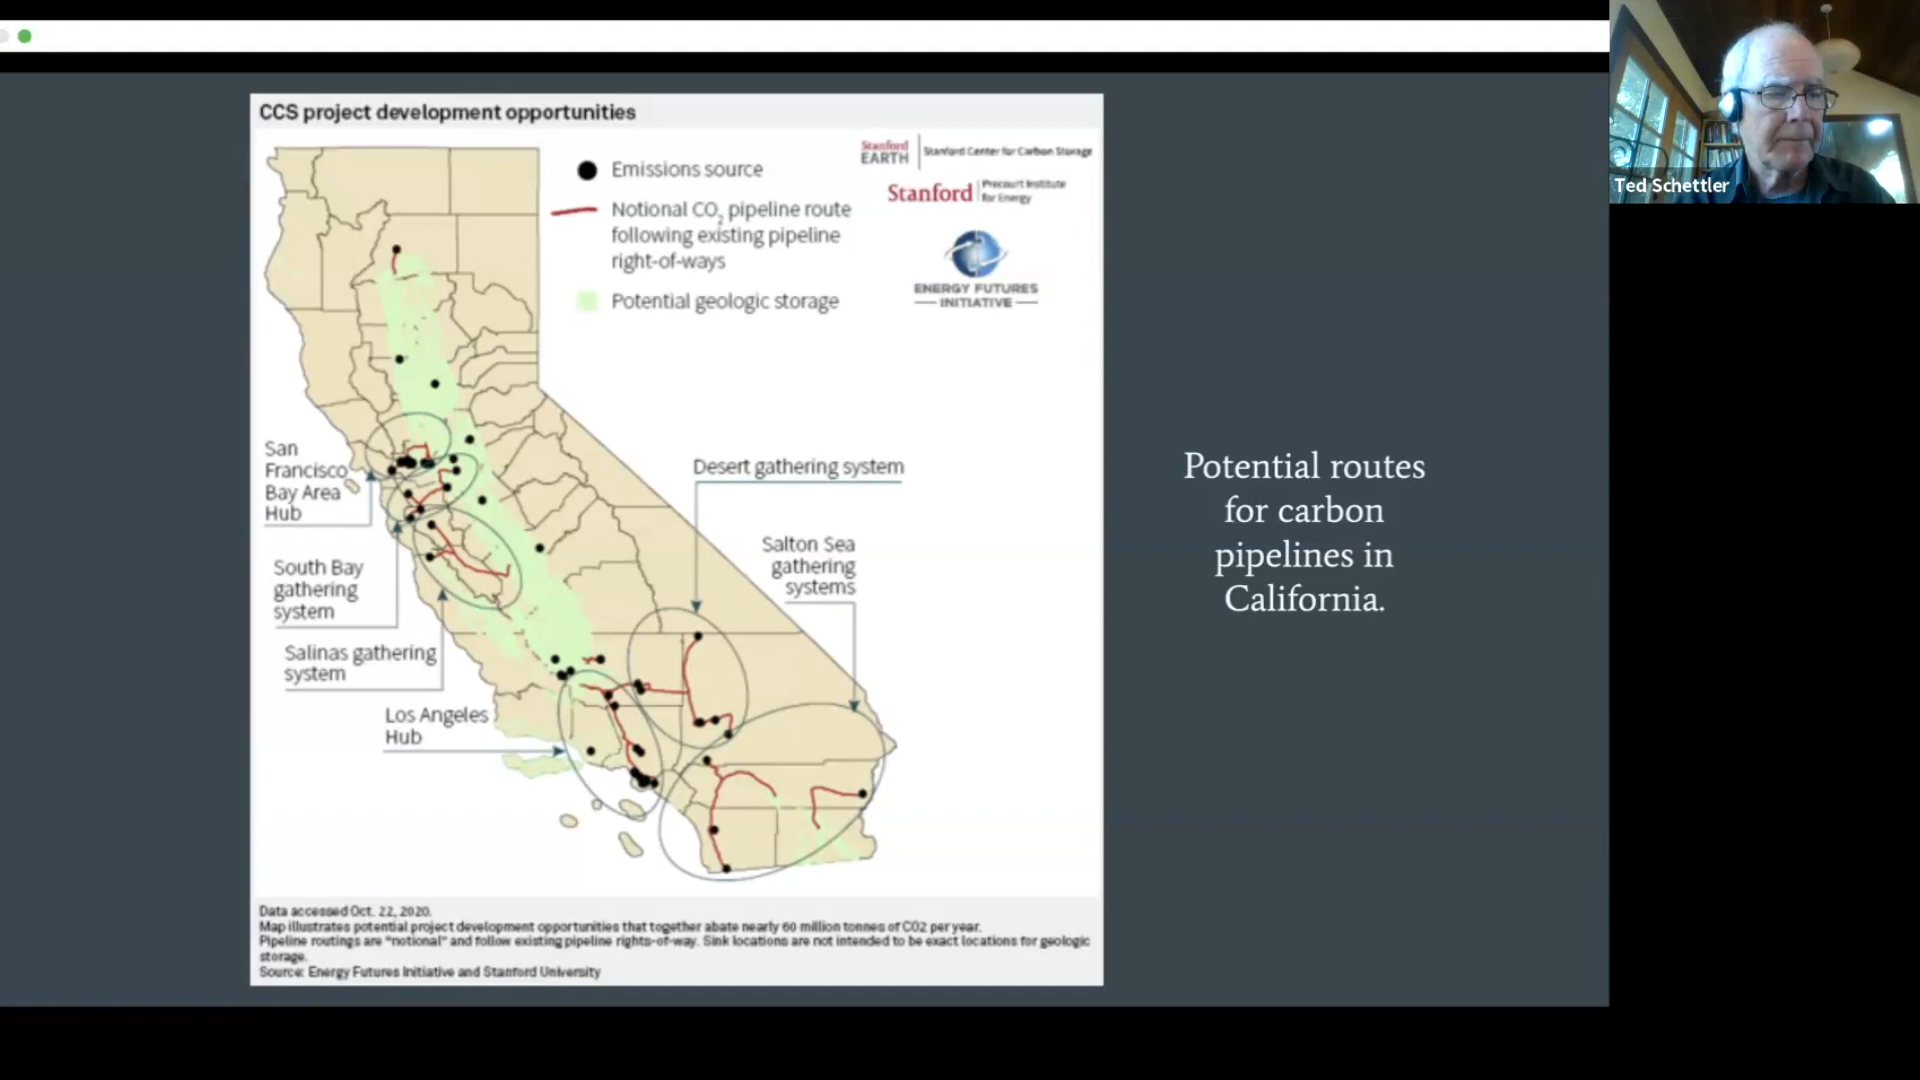 CCS project development opportunities
Emissions source
Notional CO2 pipeline route
following existing pipeline
right-of-ways
Potential geologic storage
Stanford
EARTH
Stanford Center for Carbon Storage
Stanford
Precourt Institute
for Energy
ENERGY FUTURES
INITIATIVE
San
Francisco
Bay Area
Hub
South Bay
gathering
system
Salinas gathering
system
Los Angeles
Hub
Desert gathering system
Salton Sea
gathering
systems
Data accessed Oct. 22, 2020.
Map illustrates potential project development opportunities that together abate nearly 60 million tonnes of CO2 per year.
Pipeline routings are "notional" and follow existing pipeline rights-of-way. Sink locations are not intended to be exact locations for geologic
storage.
Source: Energy Futures Initiative and Stanford University
Potential routes
for carbon
pipelines in
California.
Ted Schettler